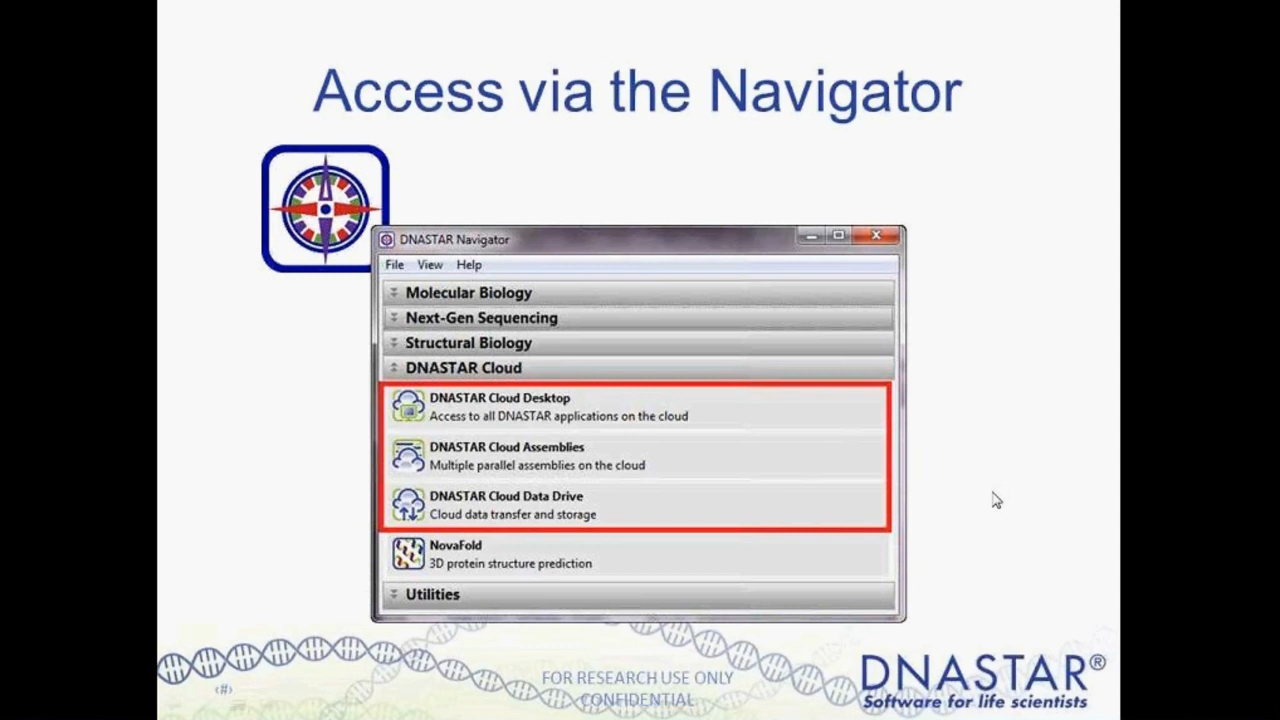 Access via the Navigator
DNASTAR Navigator
File View Help
Molecular Biology
Next-Gen Sequencing
Structural Biology
DNASTAR Cloud
DNASTAR Cloud Desktop
Access to all DNASTAR applications on the cloud
DNASTAR Cloud Assemblies
Multiple parallel assemblies on the cloud
DNASTAR Cloud Data Drive
Cloud data transfer and storage
NovaFold
3D protein structure prediction
Utilities
FOR RESEARCH USE ONLY
CONFIDENTIAL
‹#›
DNASTAR®
Software for life scientists